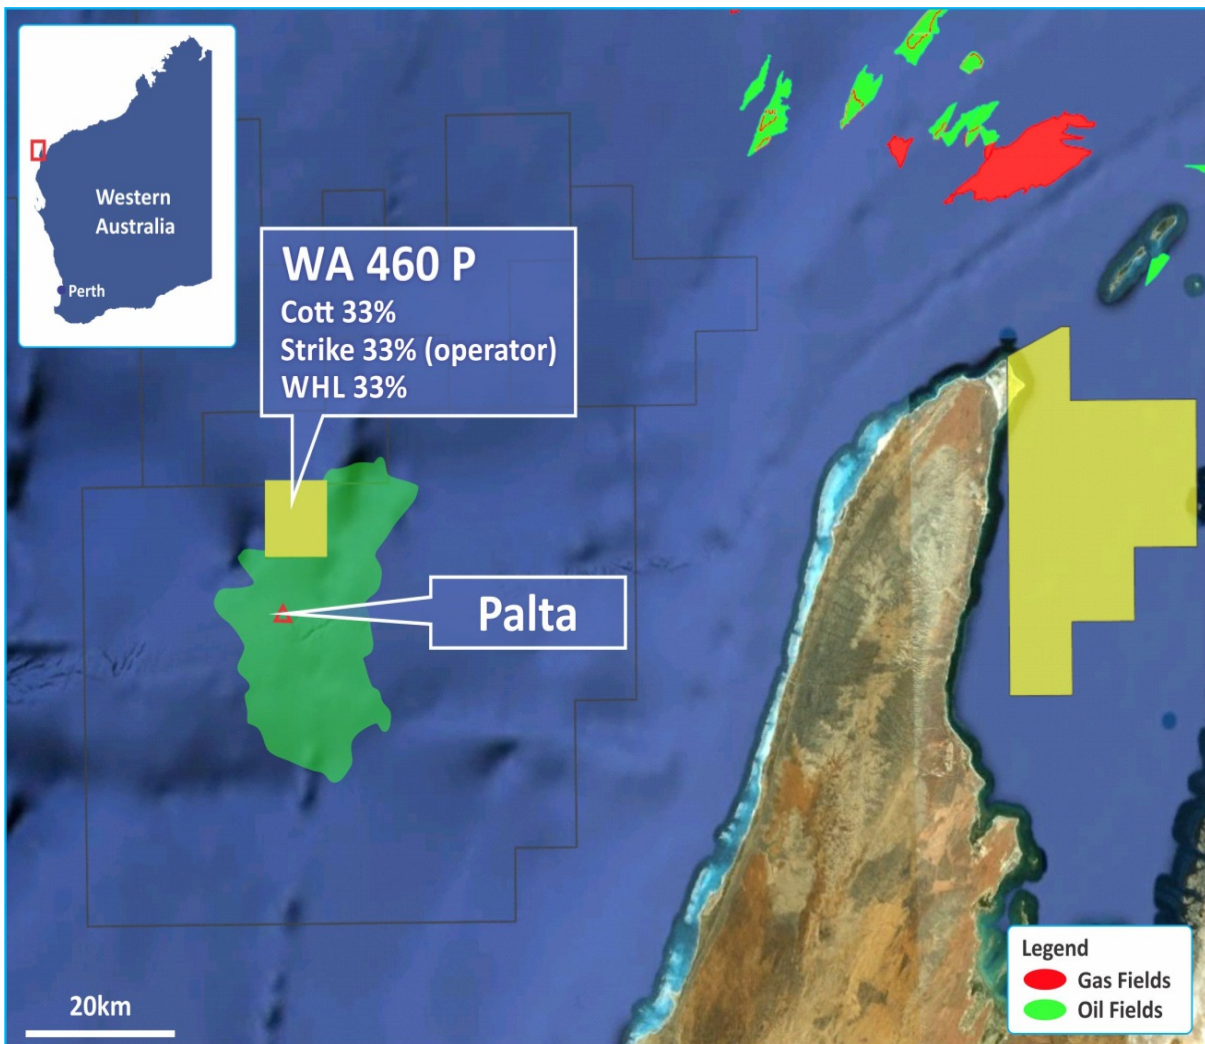 Western
Australia
Perth
WA 460 P
Cott 33%
Strike 33% (operator)
WHL 33%
Palta
20km
Legend
Gas Fields
Oil Fields